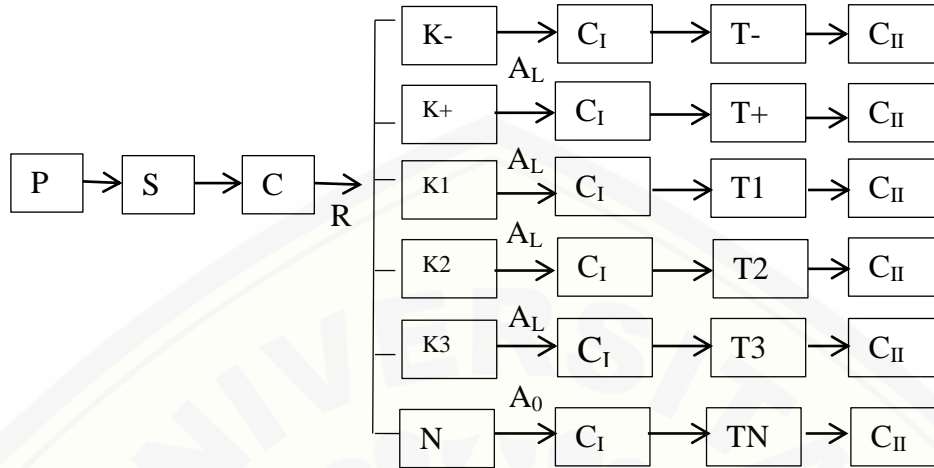 K- C_I T- C_II
A_L
K+ C_I T+ C_II
A_L
K1 C_I T1 C_II
P S C
R
A_L
K2 C_I T2 C_II
A_L
K3 C_I T3 C_II
A_0
N C_I TN C_II
UNIVERSITA